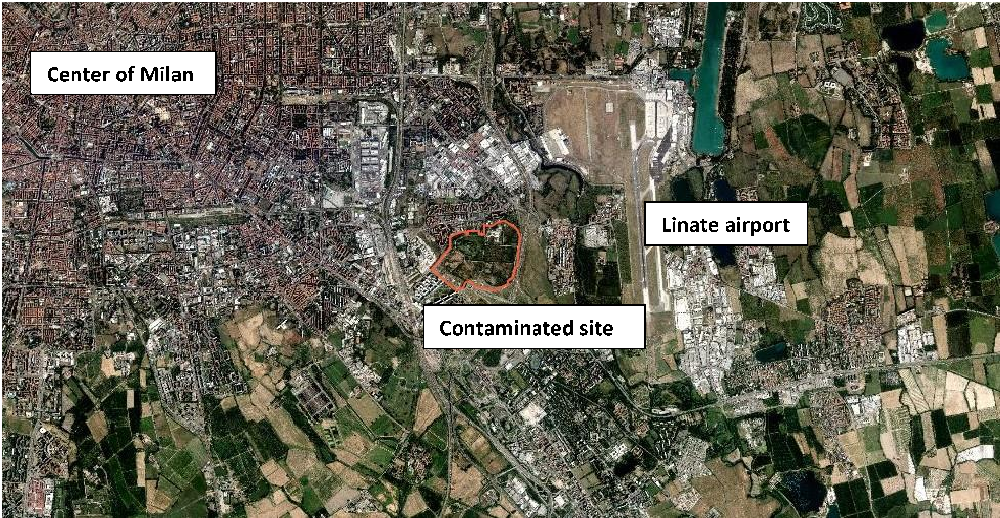 Center of Milan
Linate airport
Contaminated site